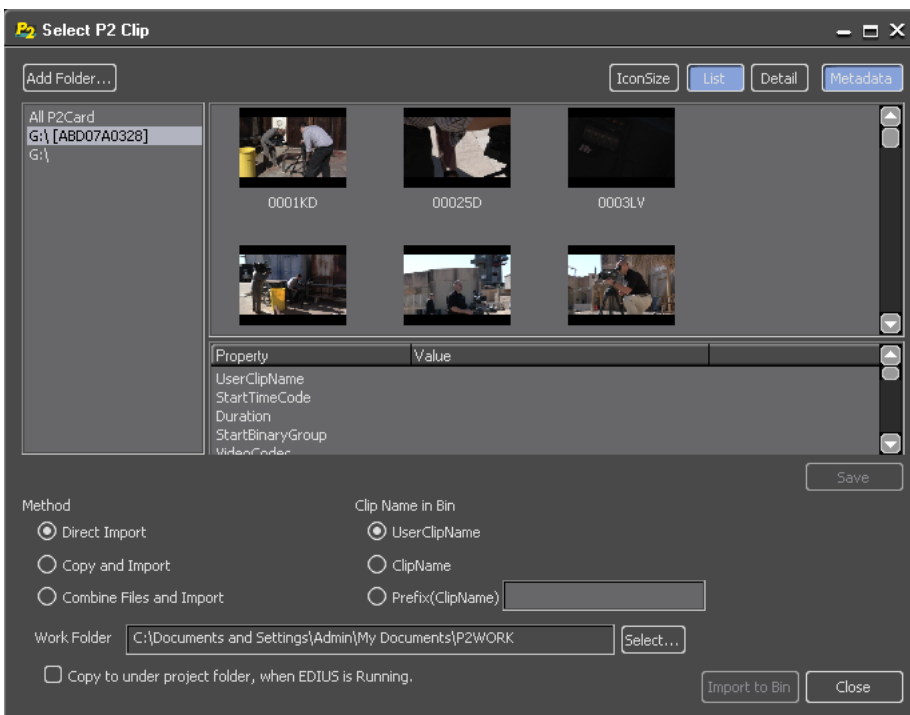 P2 Select P2 Clip
Add Folder...
IconSize List Detail Metadata
All P2Card
G:\ [ABD07A0328]
G:\
0001KD 00025D 0003LV
Property Value
UserClipName
StartTimeCode
Duration
StartBinaryGroup
VideoCodec
Save
Method Clip Name in Bin
Direct Import UserClipName
Copy and Import ClipName
Combine Files and Import Prefix(ClipName)
Work Folder C:\Documents and Settings\Admin\My Documents\P2WORK Select...
Copy to under project folder, when EDIUS is Running.
Import to Bin Close